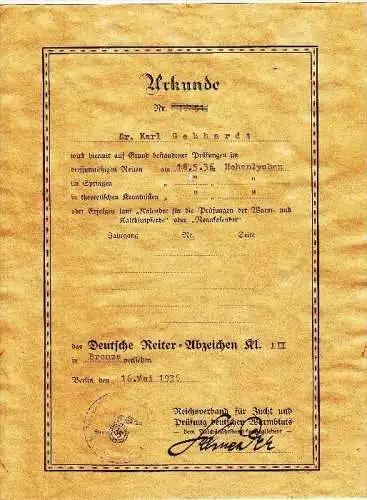 Urkunde
Nr.
Dr. Karl Gebhardt
wird hiermit auf Grund bestandener Prüfungen im
dressurmäßigen Reiten am 16.5.36 Hohenlychen
im Springen " " "
in theoretischen Kenntnissen " " "
oder Erfolgen laut „Kalender für die Prüfungen der Warm- und
Kaltblutpferde" oder „Rennkalender"
Jahrgang Nr. Seite
das Deutsche Reiter-Abzeichen Kl. III
in Bronze verliehen.
Berlin, den 16.Mai 1936
Reichsverband für Zucht und
Prüfung deutschen Warmbluts